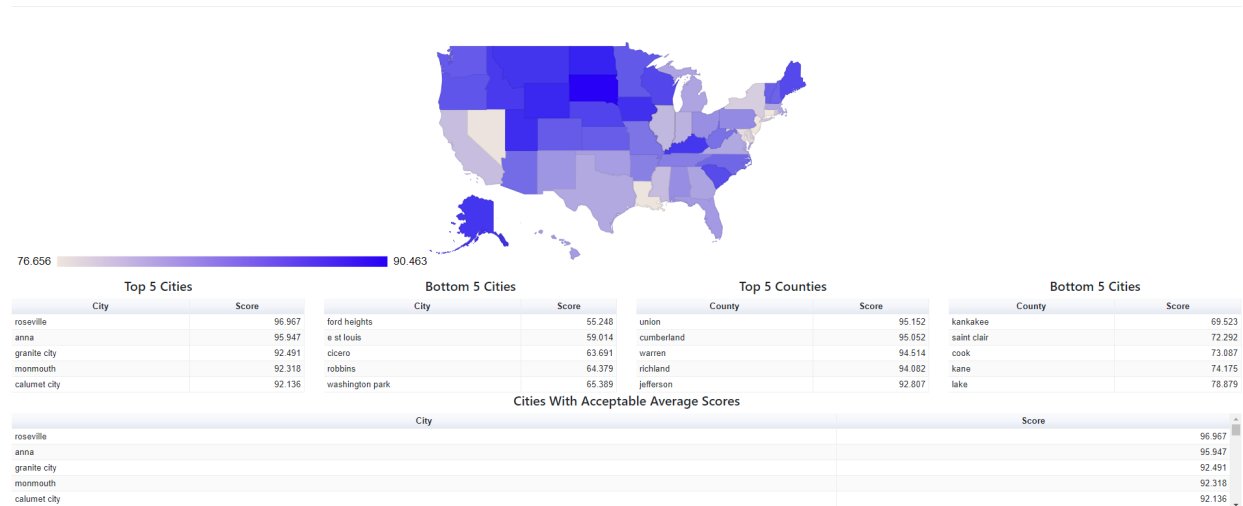 76.656 90.463
Top 5 Cities
City Score
roseville 96.967
anna 95.947
granite city 92.491
monmouth 92.318
calumet city 92.136
Bottom 5 Cities
City Score
ford heights 55.248
e st louis 59.014
cicero 63.691
robbins 64.379
washington park 65.389
Top 5 Counties
County Score
union 95.152
cumberland 95.052
warren 94.514
richland 94.082
jefferson 92.807
Bottom 5 Cities
County Score
kankakee 69.523
saint clair 72.292
cook 73.087
kane 74.175
lake 78.879
Cities With Acceptable Average Scores
City Score
roseville 96.967
anna 95.947
granite city 92.491
monmouth 92.318
calumet city 92.136